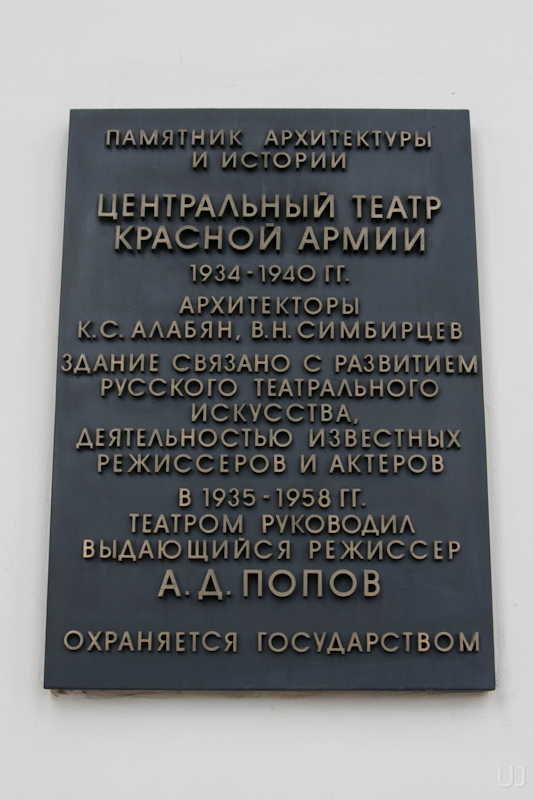 ПАМЯТНИК АРХИТЕКТУРЫ
И ИСТОРИИ
ЦЕНТРАЛЬНЫЙ ТЕАТР
КРАСНОЙ АРМИИ
1934-1940 ГГ.
АРХИТЕКТОРЫ
К.С. АЛАБЯН, В.Н. СИМБИРЦЕВ
ЗДАНИЕ СВЯЗАНО С РАЗВИТИЕМ
РУССКОГО ТЕАТРАЛЬНОГО
ИСКУССТВА,
ДЕЯТЕЛЬНОСТЬЮ ИЗВЕСТНЫХ
РЕЖИССЕРОВ И АКТЕРОВ
В 1935-1958 ГГ.
ТЕАТРОМ РУКОВОДИЛ
ВЫДАЮЩИЙСЯ РЕЖИССЕР
А.Д. ПОПОВ
ОХРАНЯЕТСЯ ГОСУДАРСТВОМ
UJ